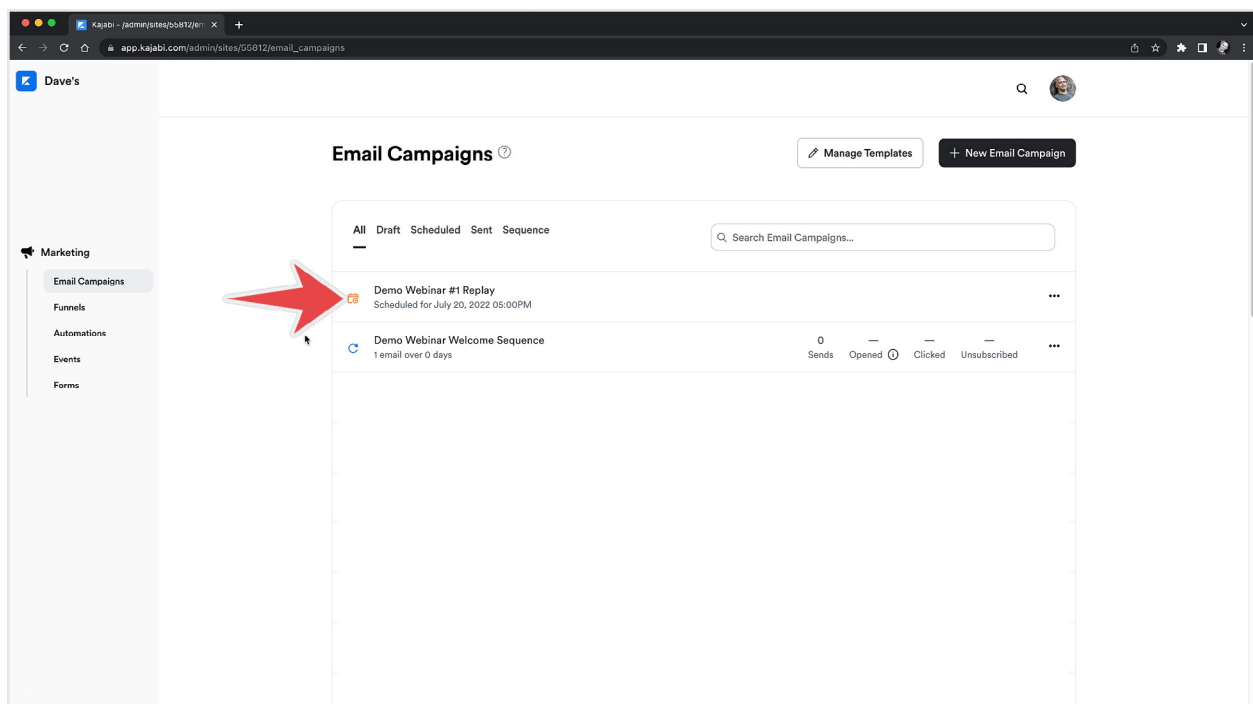 Kajabi - /admin/sites/55812/em
app.kajabi.com/admin/sites/55812/email_campaigns
Dave's
Email Campaigns
Manage Templates
New Email Campaign
All Draft Scheduled Sent Sequence
Search Email Campaigns...
Marketing
Email Campaigns
Funnels
Automations
Events
Forms
Demo Webinar #1 Replay
Scheduled for July 20, 2022 05:00PM
Demo Webinar Welcome Sequence
1 email over 0 days
0 — — —
Sends Opened Clicked Unsubscribed